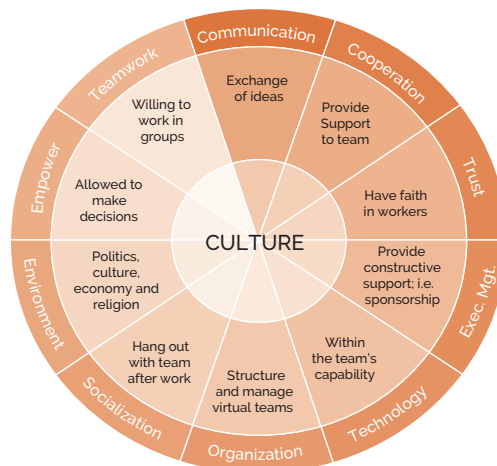 Communication
Exchange
of ideas
Cooperation
Provide
Support
to team
Trust
Have faith
in workers
Exec. Mgt.
Provide
constructive
support; i.e.
sponsorship
Technology
Within
the team's
capability
Organization
Structure
and manage
virtual teams
Socialization
Hang out
with team
after work
Environment
Politics,
culture,
economy and
religion
Empower
Allowed to
make
decisions
Teamwork
Willing to
work in
groups
CULTURE